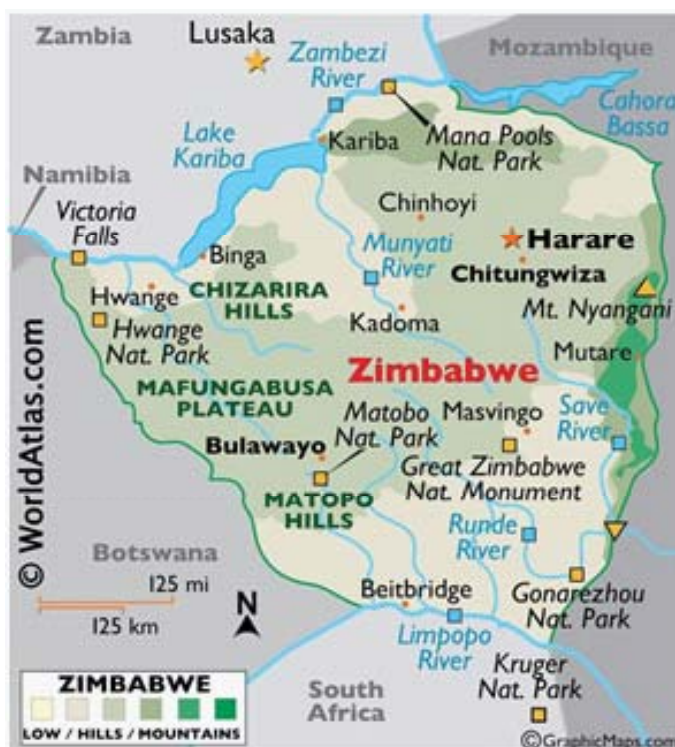 Zambia
Lusaka
Zambezi
River
Mozambique
Cahora
Bassa
Lake
Kariba
Kariba
Mana Pools
Nat. Park
Namibia
Victoria
Falls
Chinhoyi
Binga
Munyati
River
Harare
Chitungwiza
Hwange
CHIZARIRA
HILLS
Mt. Nyangani
Hwange
Nat. Park
Kadoma
Mutare
Zimbabwe
MAFUNGABUSA
PLATEAU
Matobo
Nat. Park
Masvingo
Save
River
Bulawayo
Great Zimbabwe
Nat. Monument
MATOPO
HILLS
Runde
River
Botswana
125 mi
125 km
N
Beitbridge
Gonarezhou
Nat. Park
Limpopo
River
Kruger
Nat. Park
South
Africa
ZIMBABWE
LOW / HILLS / MOUNTAINS
© WorldAtlas.com
©GraphicMaps.com